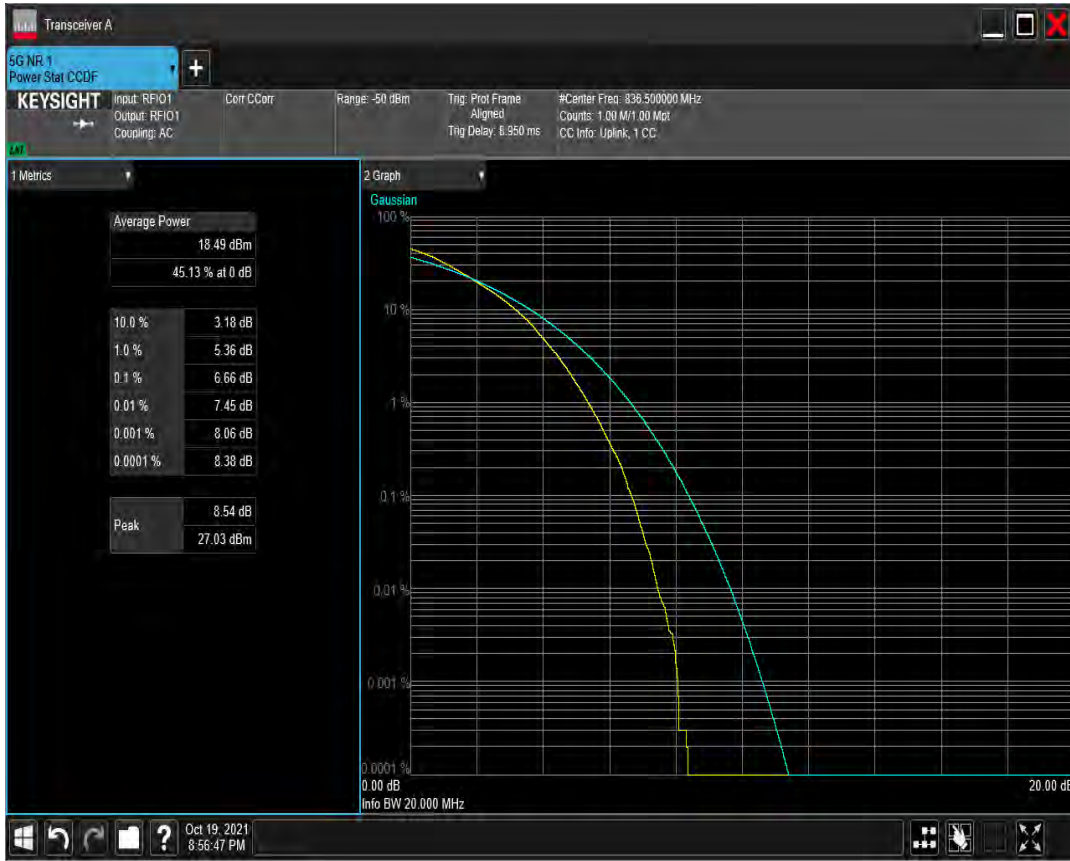 Transceiver A
5G NR 1
Power Stat CCDF
+
KEYSIGHT
Input: RFIO1
Output: RFIO1
Coupling: AC
Corr CCorr
Range: -50 dBm
Trig: Prot Frame
Aligned
Trig Delay: 8.950 ms
#Center Freq: 836.500000 MHz
Counts: 1.00 M/1.00 Mpt
CC Info: Uplink, 1 CC
1 Metrics
Average Power
18.49 dBm
45.13 % at 0 dB
10.0 % 3.18 dB
1.0 % 5.36 dB
0.1 % 6.66 dB
0.01 % 7.45 dB
0.001 % 8.06 dB
0.0001 % 8.38 dB
Peak
8.54 dB
27.03 dBm
2 Graph
Gaussian
100 %
10 %
1 %
0.1 %
0.01 %
0.001 %
0.0001 %
0.00 dB
20.00 dB
Info BW 20.000 MHz
?
Oct 19, 2021
8:56:47 PM